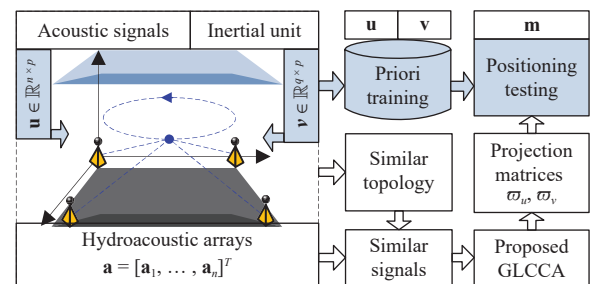 Acoustic signals
Inertial unit
u ∈ ℝ^{n×p}
v ∈ ℝ^{q×p}
Hydroacoustic arrays
a = [a₁, … , aₙ]^T
u
v
Priori
training
m
Positioning
testing
Similar
topology
Projection
matrices
ϖ_u, ϖ_v
Similar
signals
Proposed
GLCCA